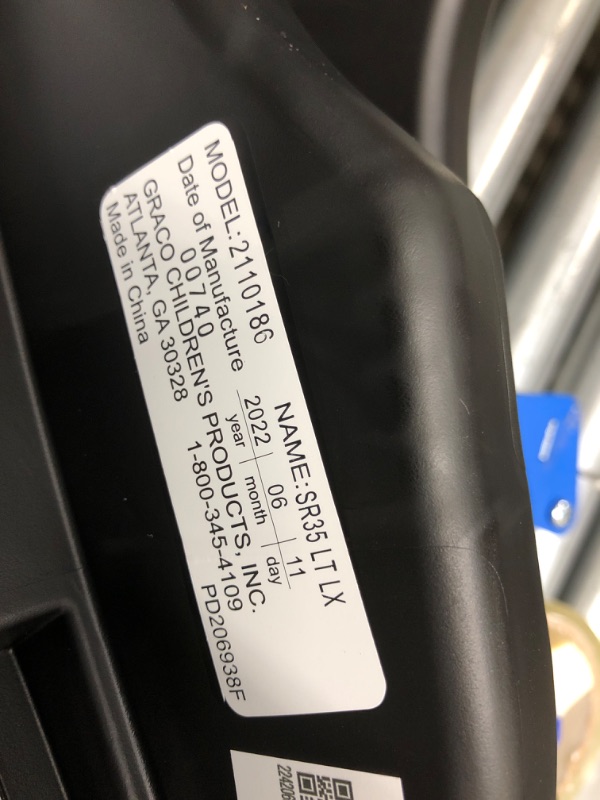 MODEL: 2110186 NAME: SR35 LT LX
Date of Manufacture 2022 06 11
00740 year month day
GRACO CHILDREN'S PRODUCTS, INC.
ATLANTA, GA 30328 1-800-345-4109
Made in China PD206938F